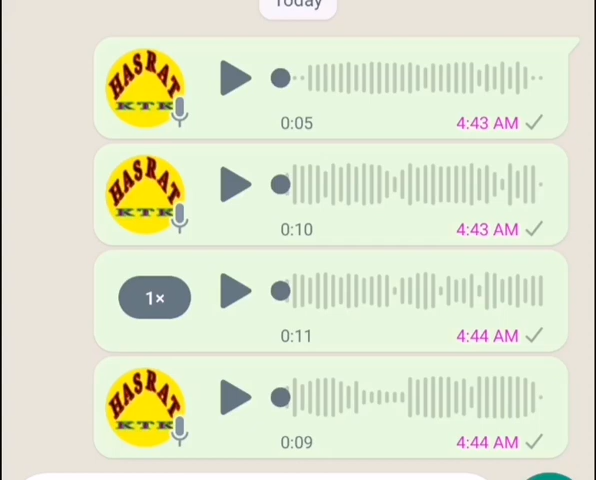 Today
HASRAT
KTK
0:05
4:43 AM
HASRAT
KTK
0:10
4:43 AM
1×
0:11
4:44 AM
HASRAT
KTK
0:09
4:44 AM